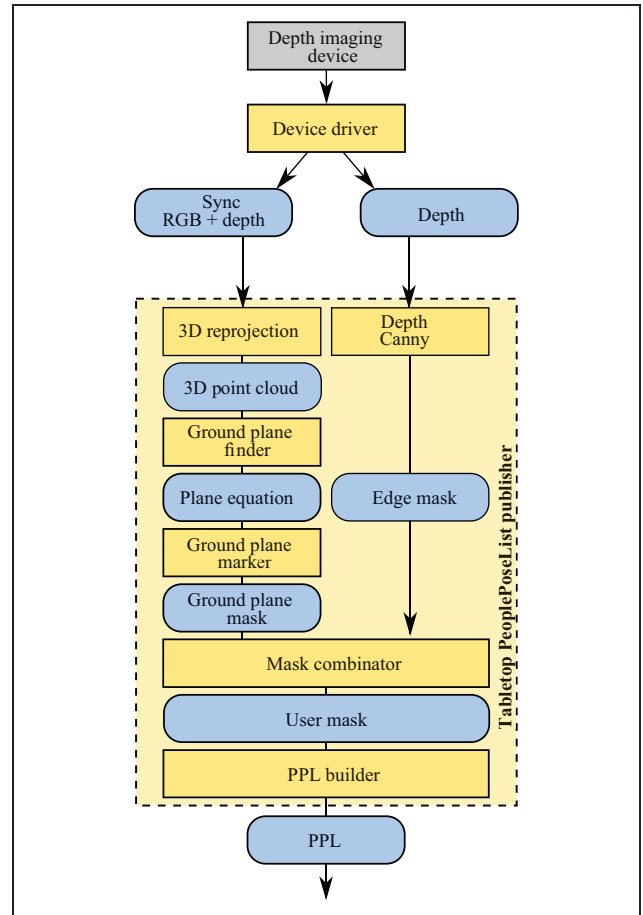 Depth imaging
device
Device driver
Sync
RGB + depth
Depth
3D reprojection
Depth
Canny
3D point cloud
Ground plane
finder
Plane equation
Edge mask
Ground plane
marker
Ground plane
mask
Mask combinator
User mask
PPL builder
Tabletop PeoplePoseList publisher
PPL